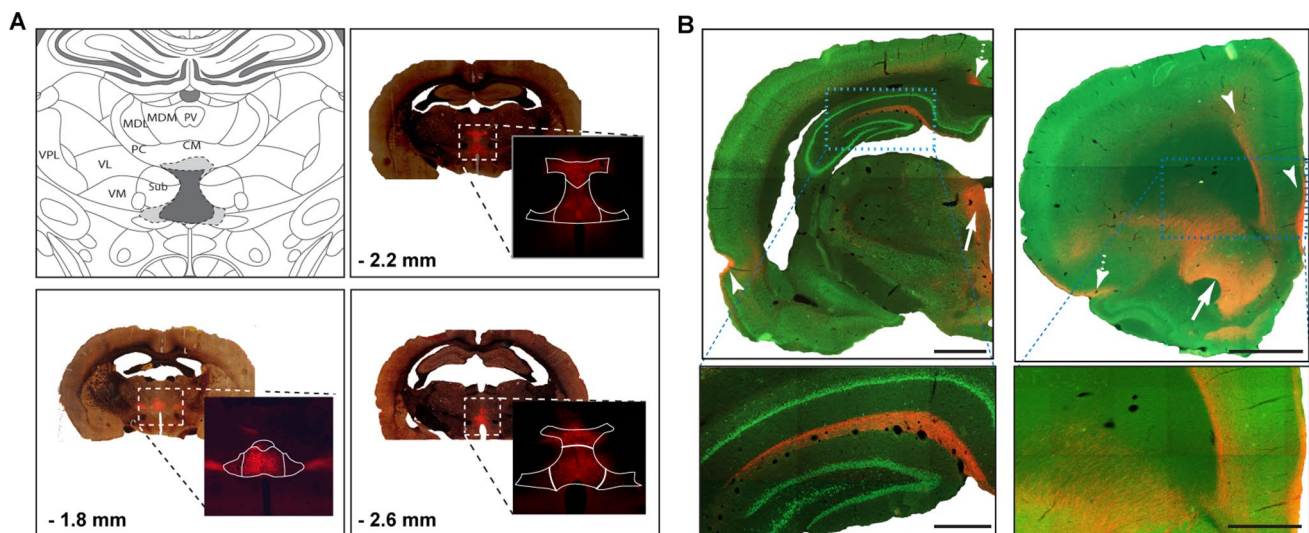 A
B
MDL
MDM
PV
PC
CM
VPL
VL
VM
Sub
- 2.2 mm
- 1.8 mm
- 2.6 mm